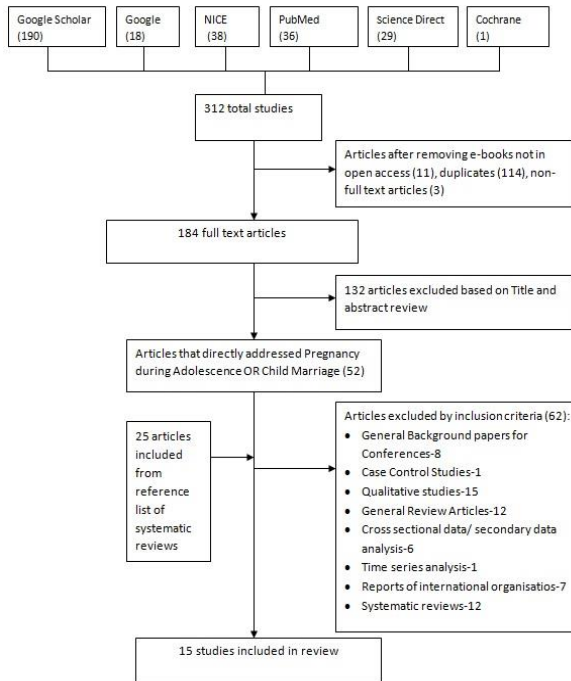 Google Scholar
(190)
Google
(18)
NICE
(38)
PubMed
(36)
Science Direct
(29)
Cochrane
(1)
312 total studies
Articles after removing e-books not in
open access (11), duplicates (114), non-
full text articles (3)
184 full text articles
132 articles excluded based on Title and
abstract review
Articles that directly addressed Pregnancy
during Adolescence OR Child Marriage (52)
25 articles
included
from
reference
list of
systematic
reviews
Articles excluded by inclusion criteria (62):
• General Background papers for
Conferences-8
• Case Control Studies-1
• Qualitative studies-15
• General Review Articles-12
• Cross sectional data/ secondary data
analysis-6
• Time series analysis-1
• Reports of international organisatios-7
• Systematic reviews-12
15 studies included in review